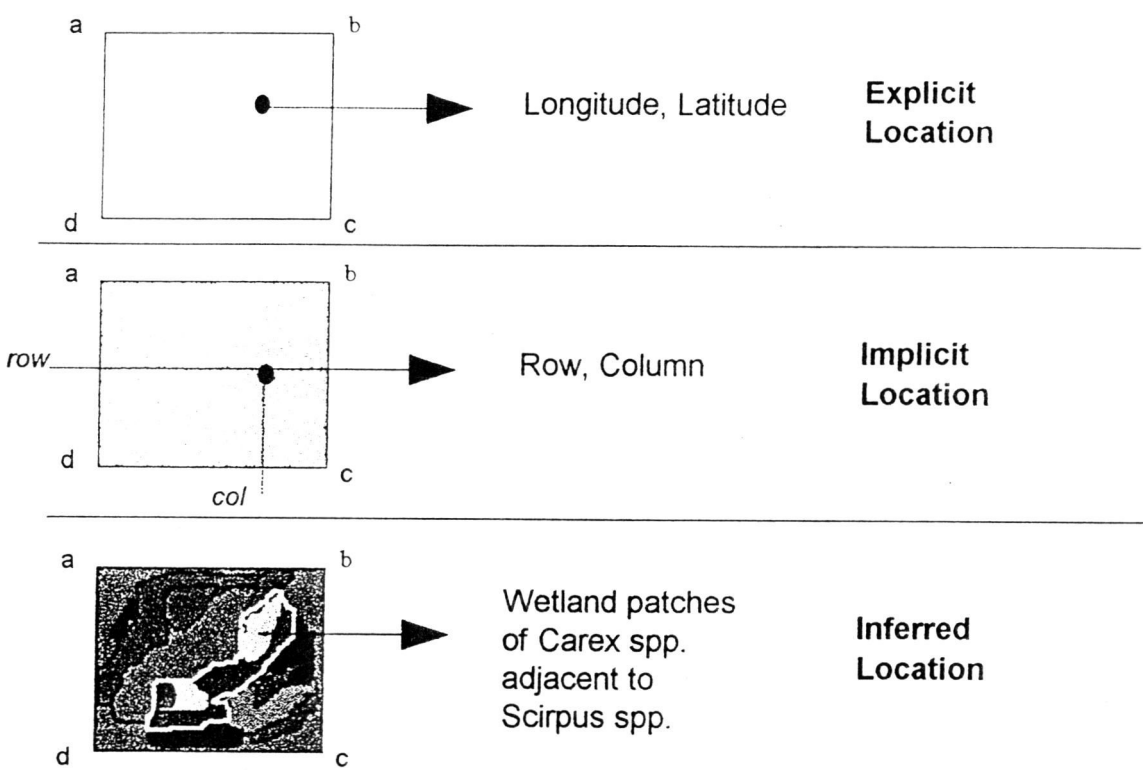 a b
Longitude, Latitude
Explicit
Location
d c
a b
row
Row, Column
Implicit
Location
d c
col
a b
Wetland patches
of Carex spp.
adjacent to
Scirpus spp.
Inferred
Location
d c